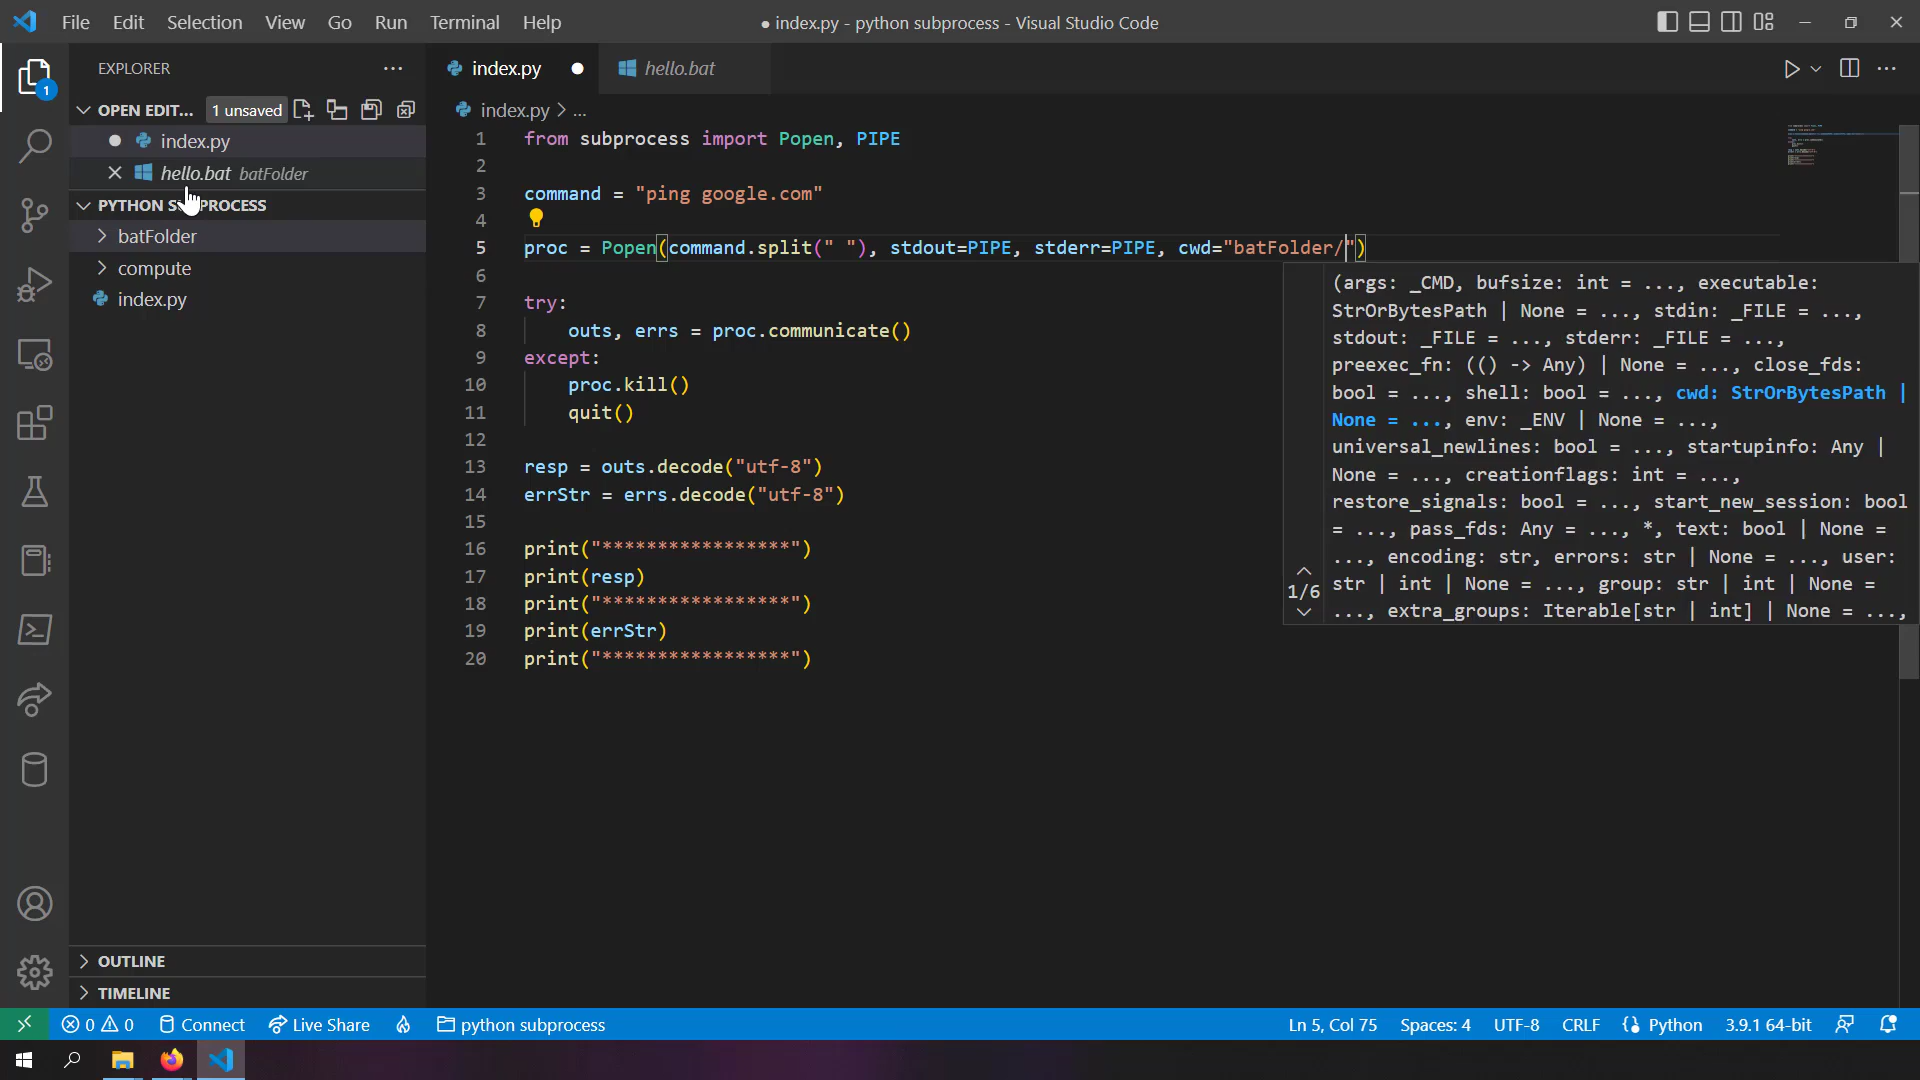 File Edit Selection View Go Run Terminal Help
● index.py - python subprocess - Visual Studio Code
EXPLORER
index.py
hello.bat
1
OPEN EDIT... 1 unsaved
index.py > ...
index.py
hello.bat batFolder
PYTHON SUBPROCESS
batFolder
compute
index.py
1 from subprocess import Popen, PIPE
2
3 command = "ping google.com"
4
5 proc = Popen(command.split(" "), stdout=PIPE, stderr=PIPE, cwd="batFolder/")
6
7 try:
8 outs, errs = proc.communicate()
9 except:
10 proc.kill()
11 quit()
12
13 resp = outs.decode("utf-8")
14 errStr = errs.decode("utf-8")
15
16 print("*****************")
17 print(resp)
18 print("*****************")
19 print(errStr)
20 print("*****************")
(args: _CMD, bufsize: int = ..., executable:
StrOrBytesPath | None = ..., stdin: _FILE = ...,
stdout: _FILE = ..., stderr: _FILE = ...,
preexec_fn: (() -> Any) | None = ..., close_fds:
bool = ..., shell: bool = ..., cwd: StrOrBytesPath |
None = ..., env: _ENV | None = ...,
universal_newlines: bool = ..., startupinfo: Any |
None = ..., creationflags: int = ...,
restore_signals: bool = ..., start_new_session: bool
= ..., pass_fds: Any = ..., *, text: bool | None =
..., encoding: str, errors: str | None = ..., user:
str | int | None = ..., group: str | int | None =
..., extra_groups: Iterable[str | int] | None = ...,
1/6
OUTLINE
TIMELINE
0 0 Connect Live Share python subprocess
Ln 5, Col 75 Spaces: 4 UTF-8 CRLF Python 3.9.1 64-bit